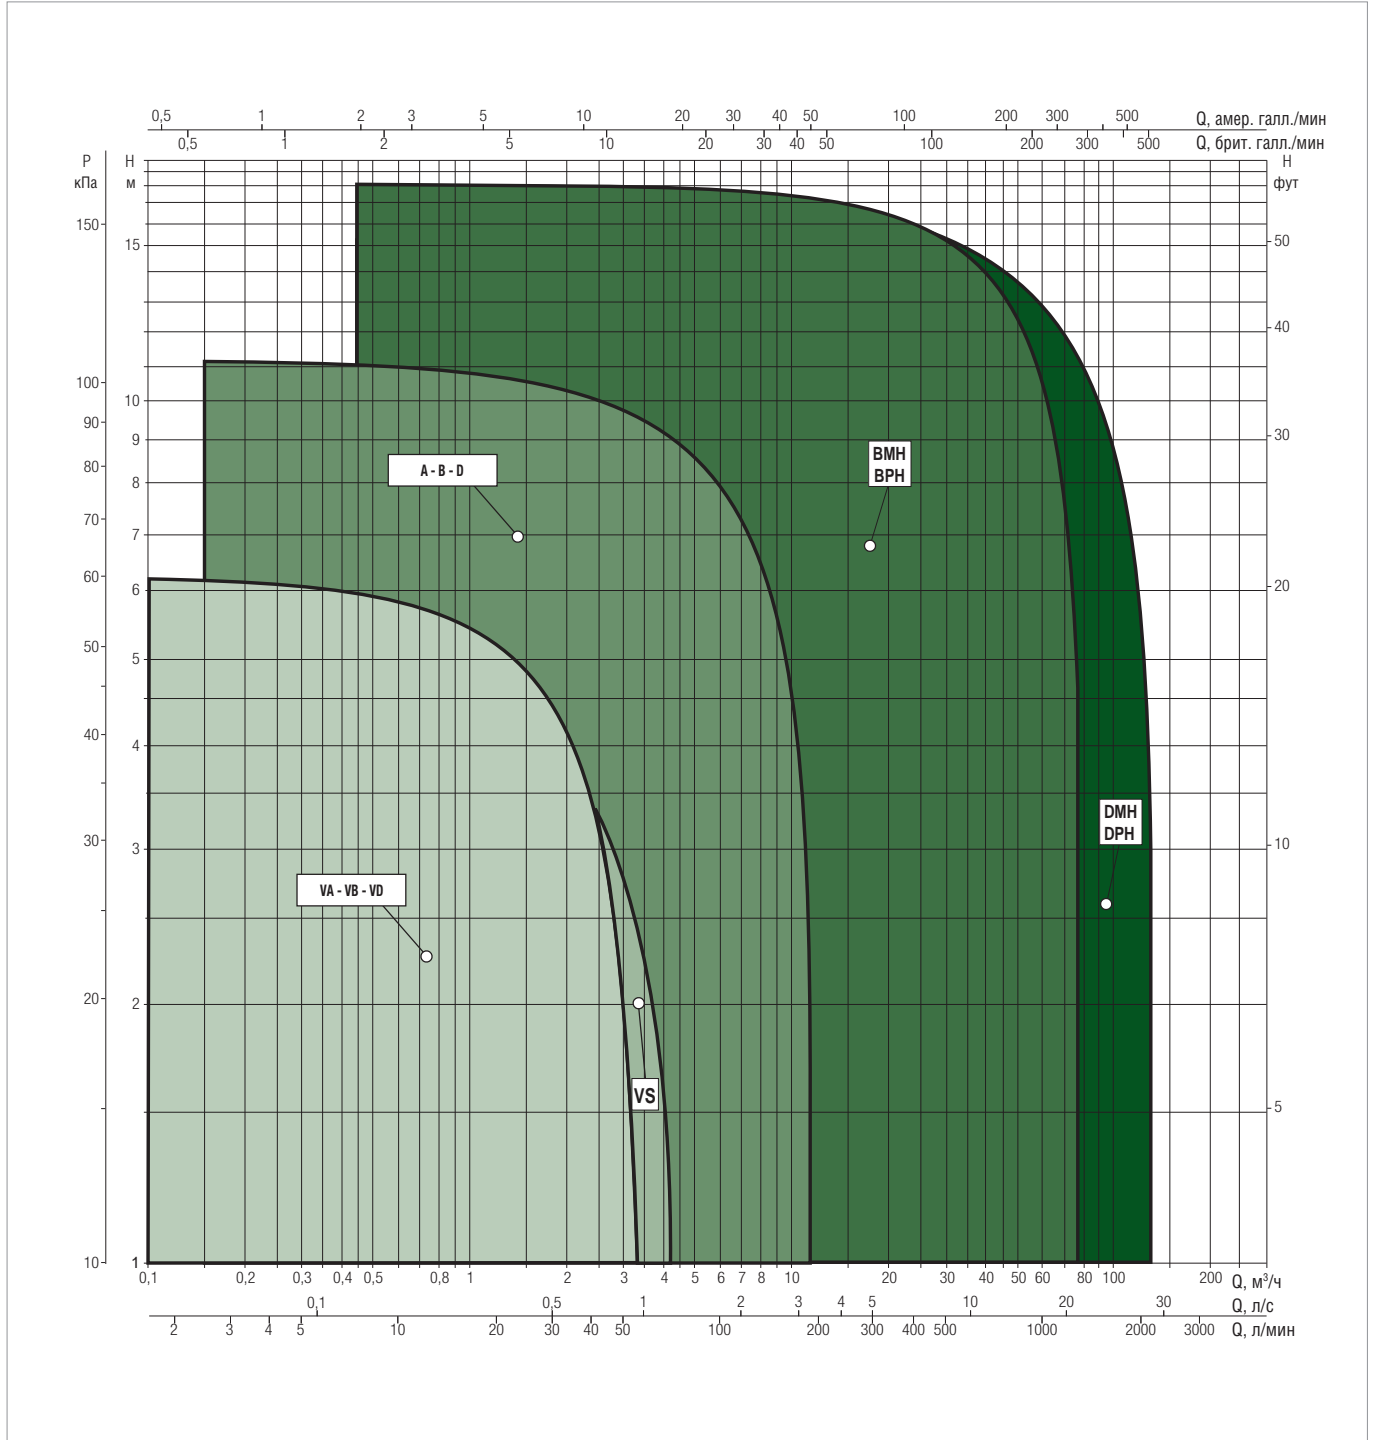 0,5 1 2 3 5 10 20 30 40 50 100 200 300 500 Q, амер. галл./мин
0,5 1 2 5 10 20 30 40 50 100 200 300 500 Q, брит. галл./мин
P H H
кПа м фут
150
15
50
40
100
10
90
9
30
80
8
70
7
60
6
20
50
5
40
4
30
3
10
20
2
5
10
1
A - B - D
BMH
BPH
DMH
DPH
VA - VB - VD
VS
0,1 0,2 0,3 0,4 0,5 0,8 1 2 3 4 5 6 7 8 10 20 30 40 50 60 80 100 200 Q, м³/ч
0,1 0,5 1 2 3 4 5 10 20 30 Q, л/с
2 3 4 5 10 20 30 40 50 100 200 300 400 500 1000 2000 3000 Q, л/мин